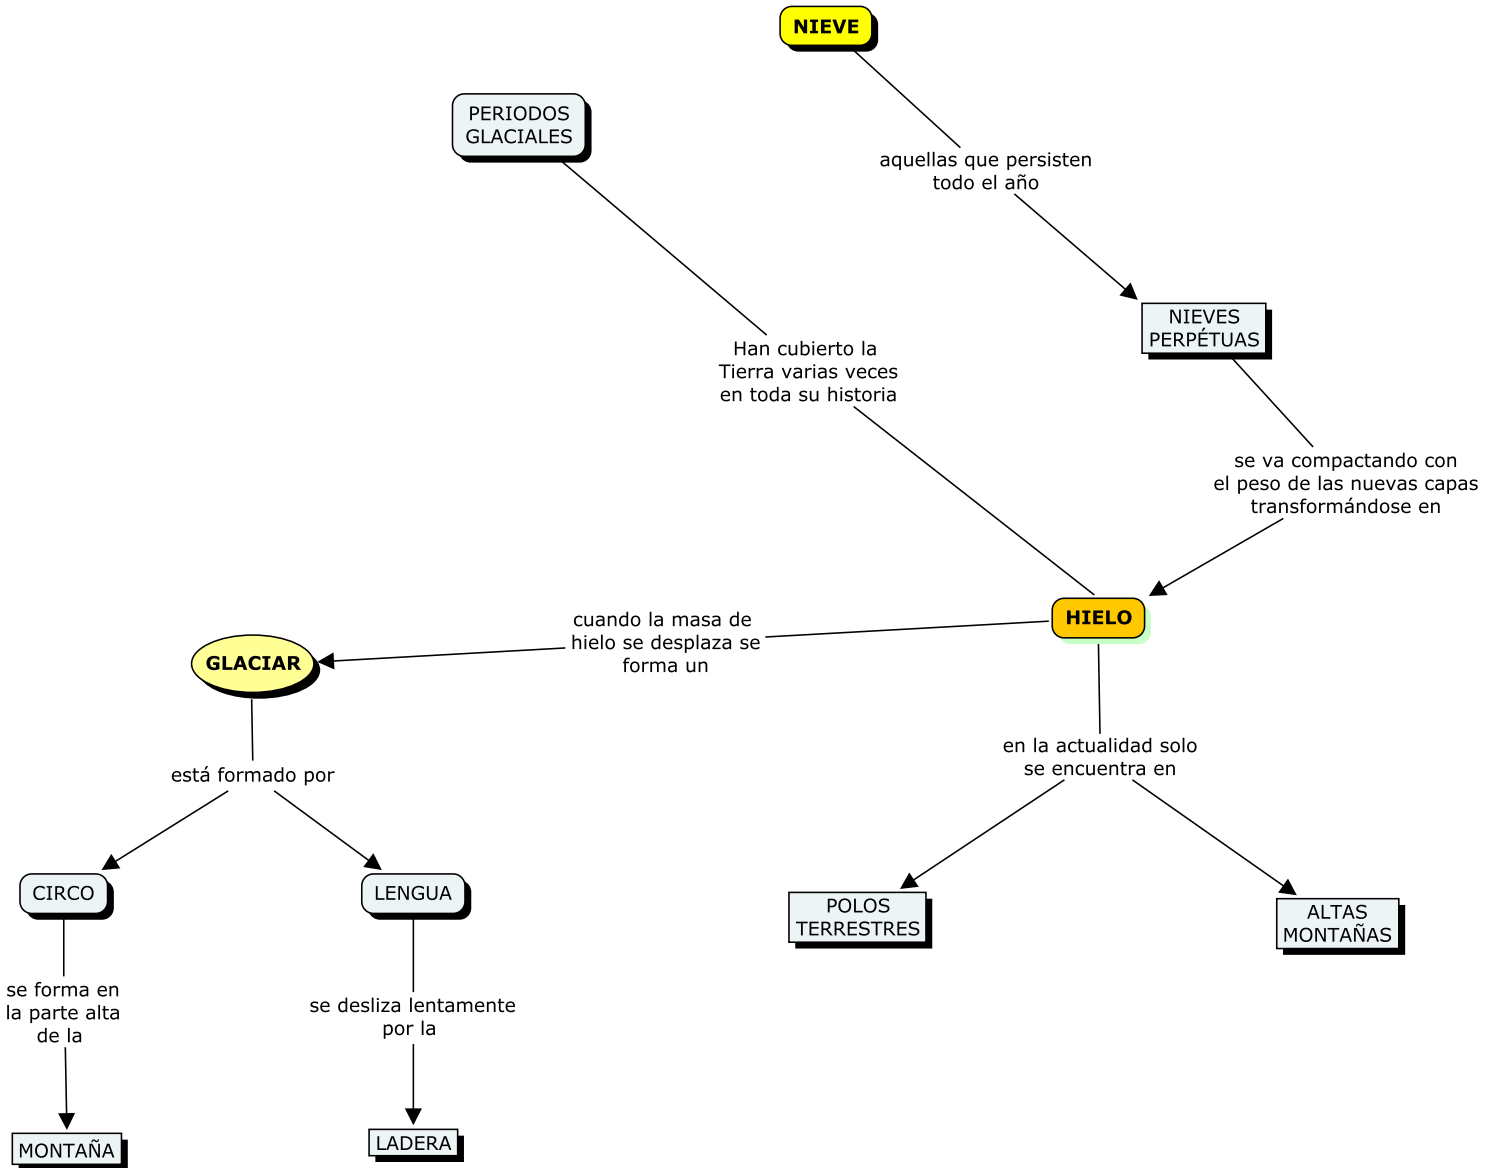 NIEVE
PERIODOS
GLACIALES
aquellas que persisten
todo el año
NIEVES
PERPÉTUAS
Han cubierto la
Tierra varias veces
en toda su historia
se va compactando con
el peso de las nuevas capas
transformándose en
HIELO
cuando la masa de
hielo se desplaza se
forma un
GLACIAR
está formado por
en la actualidad solo
se encuentra en
CIRCO
LENGUA
POLOS
TERRESTRES
ALTAS
MONTAÑAS
se forma en
la parte alta
de la
se desliza lentamente
por la
MONTAÑA
LADERA